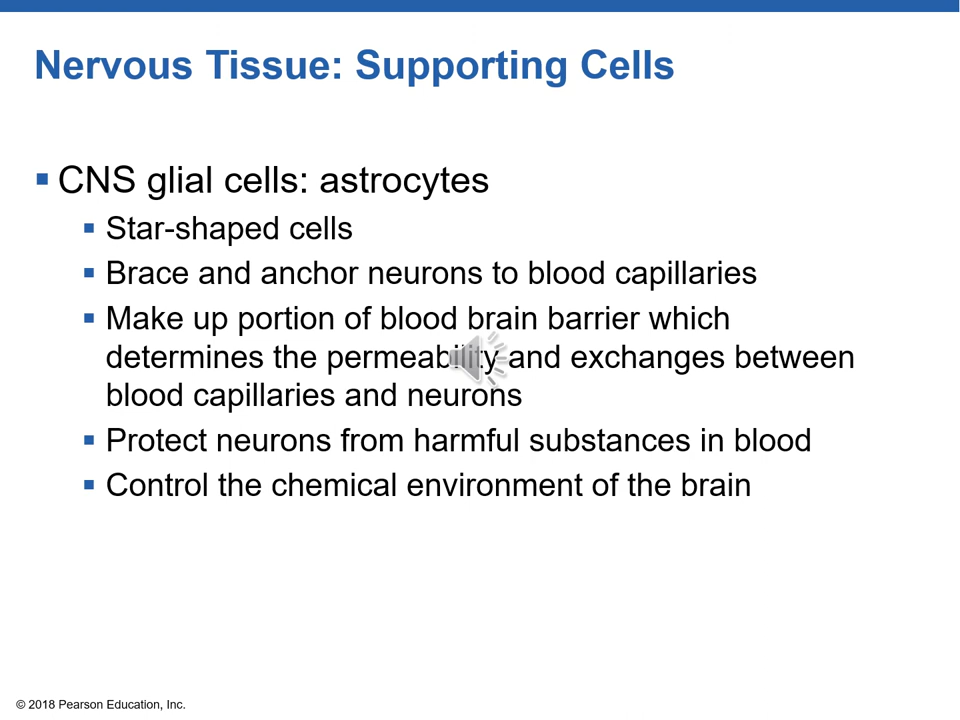 Nervous Tissue: Supporting Cells
CNS glial cells: astrocytes
Star-shaped cells
Brace and anchor neurons to blood capillaries
Make up portion of blood brain barrier which
determines the permeability and exchanges between
blood capillaries and neurons
Protect neurons from harmful substances in blood
Control the chemical environment of the brain
© 2018 Pearson Education, Inc.